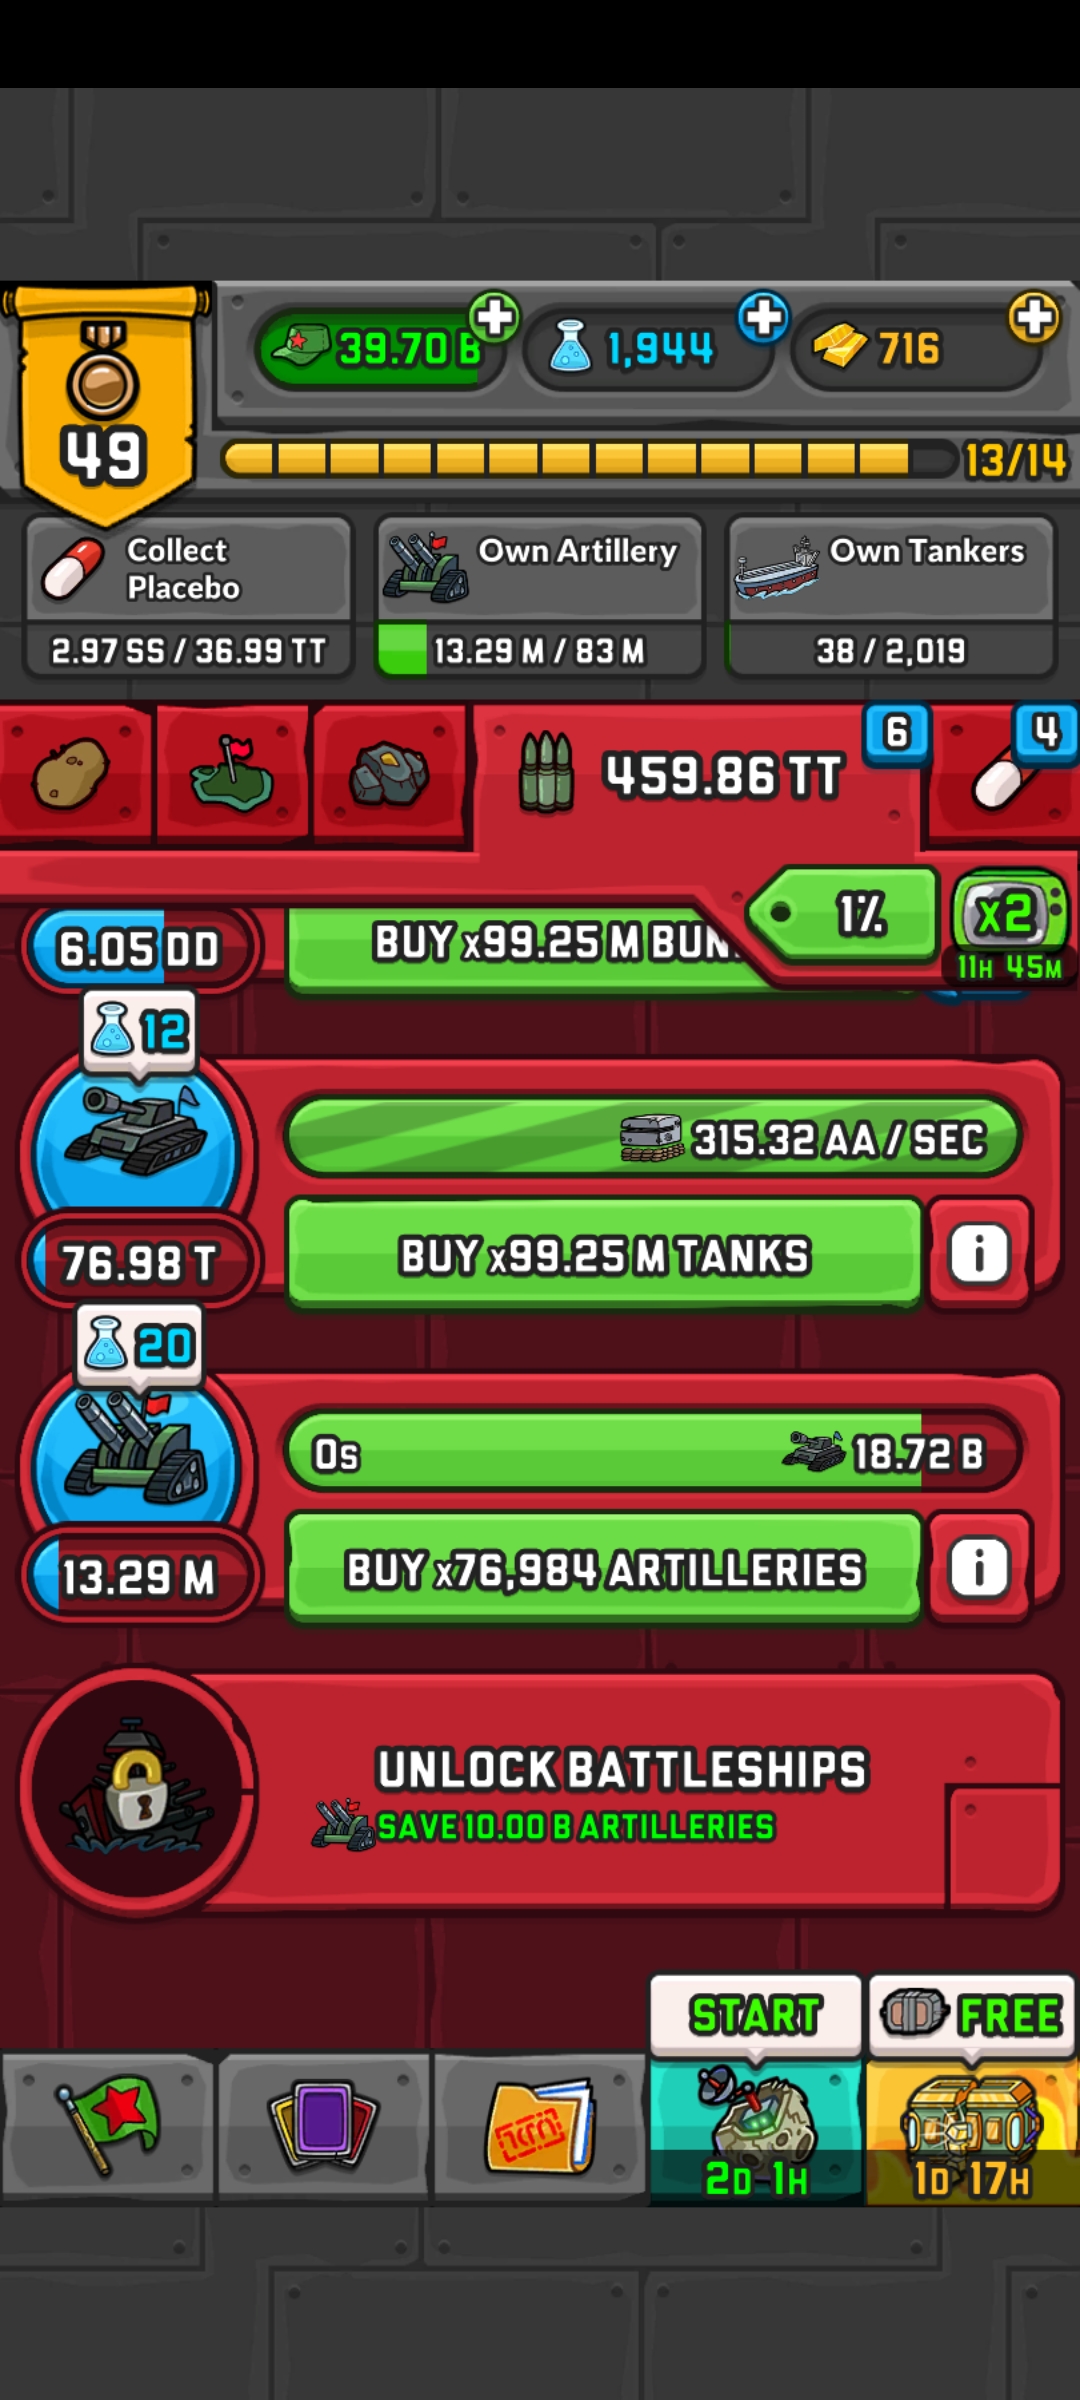 39.70 B
1,944
716
49
13/14
Collect
Placebo
Own Artillery
Own Tankers
2.97 SS / 36.99 TT
13.29 M / 83 M
38 / 2,019
459.86 TT
6
4
1%
x2
11H 45M
6.05 DD
BUY x99.25 M BUN
12
315.32 AA / SEC
76.98 T
BUY x99.25 M TANKS
20
0s
18.72 B
13.29 M
BUY x76,984 ARTILLERIES
UNLOCK BATTLESHIPS
SAVE 10.00 B ARTILLERIES
START
FREE
2D 1H
1D 17H